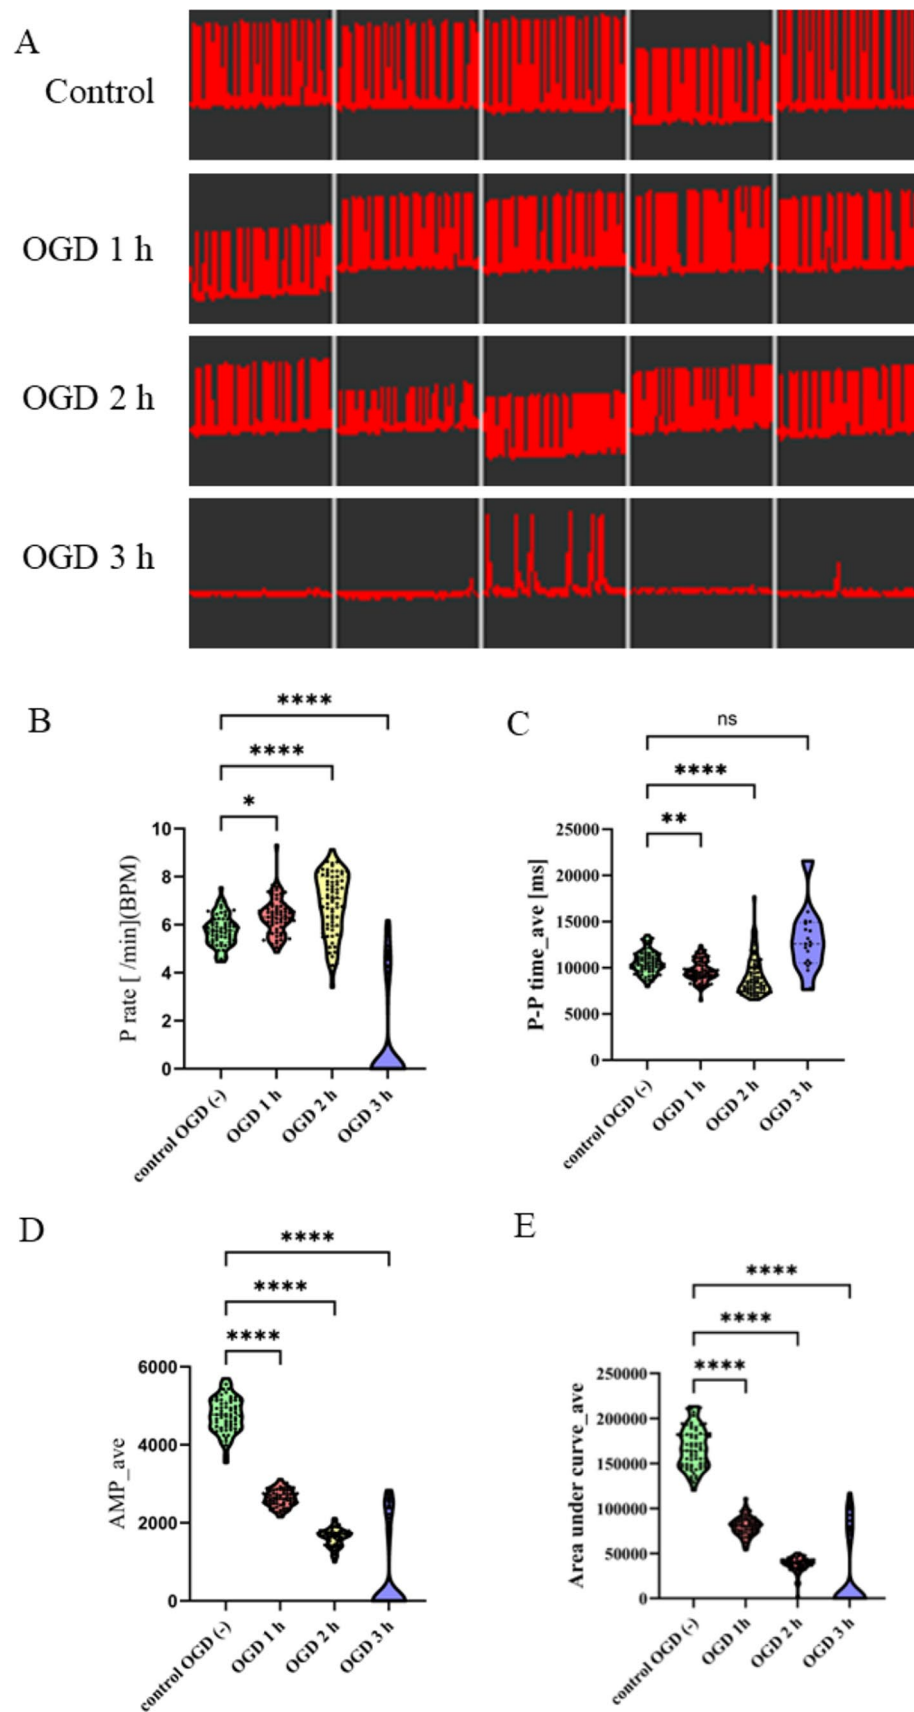 A
Control
OGD 1 h
OGD 2 h
OGD 3 h
B
****
****
*
P rate [ /min](BPM)
10
8
6
4
2
0
control OGD (-)
OGD 1 h
OGD 2 h
OGD 3 h
C
ns
****
**
P-P time_ave [ms]
25000
20000
15000
10000
5000
0
control OGD (-)
OGD 1 h
OGD 2 h
OGD 3 h
D
****
****
****
AMP_ave
6000
4000
2000
0
control OGD (-)
OGD 1 h
OGD 2 h
OGD 3 h
E
****
****
****
Area under curve_ave
250000
200000
150000
100000
50000
0
control OGD (-)
OGD 1h
OGD 2 h
OGD 3 h